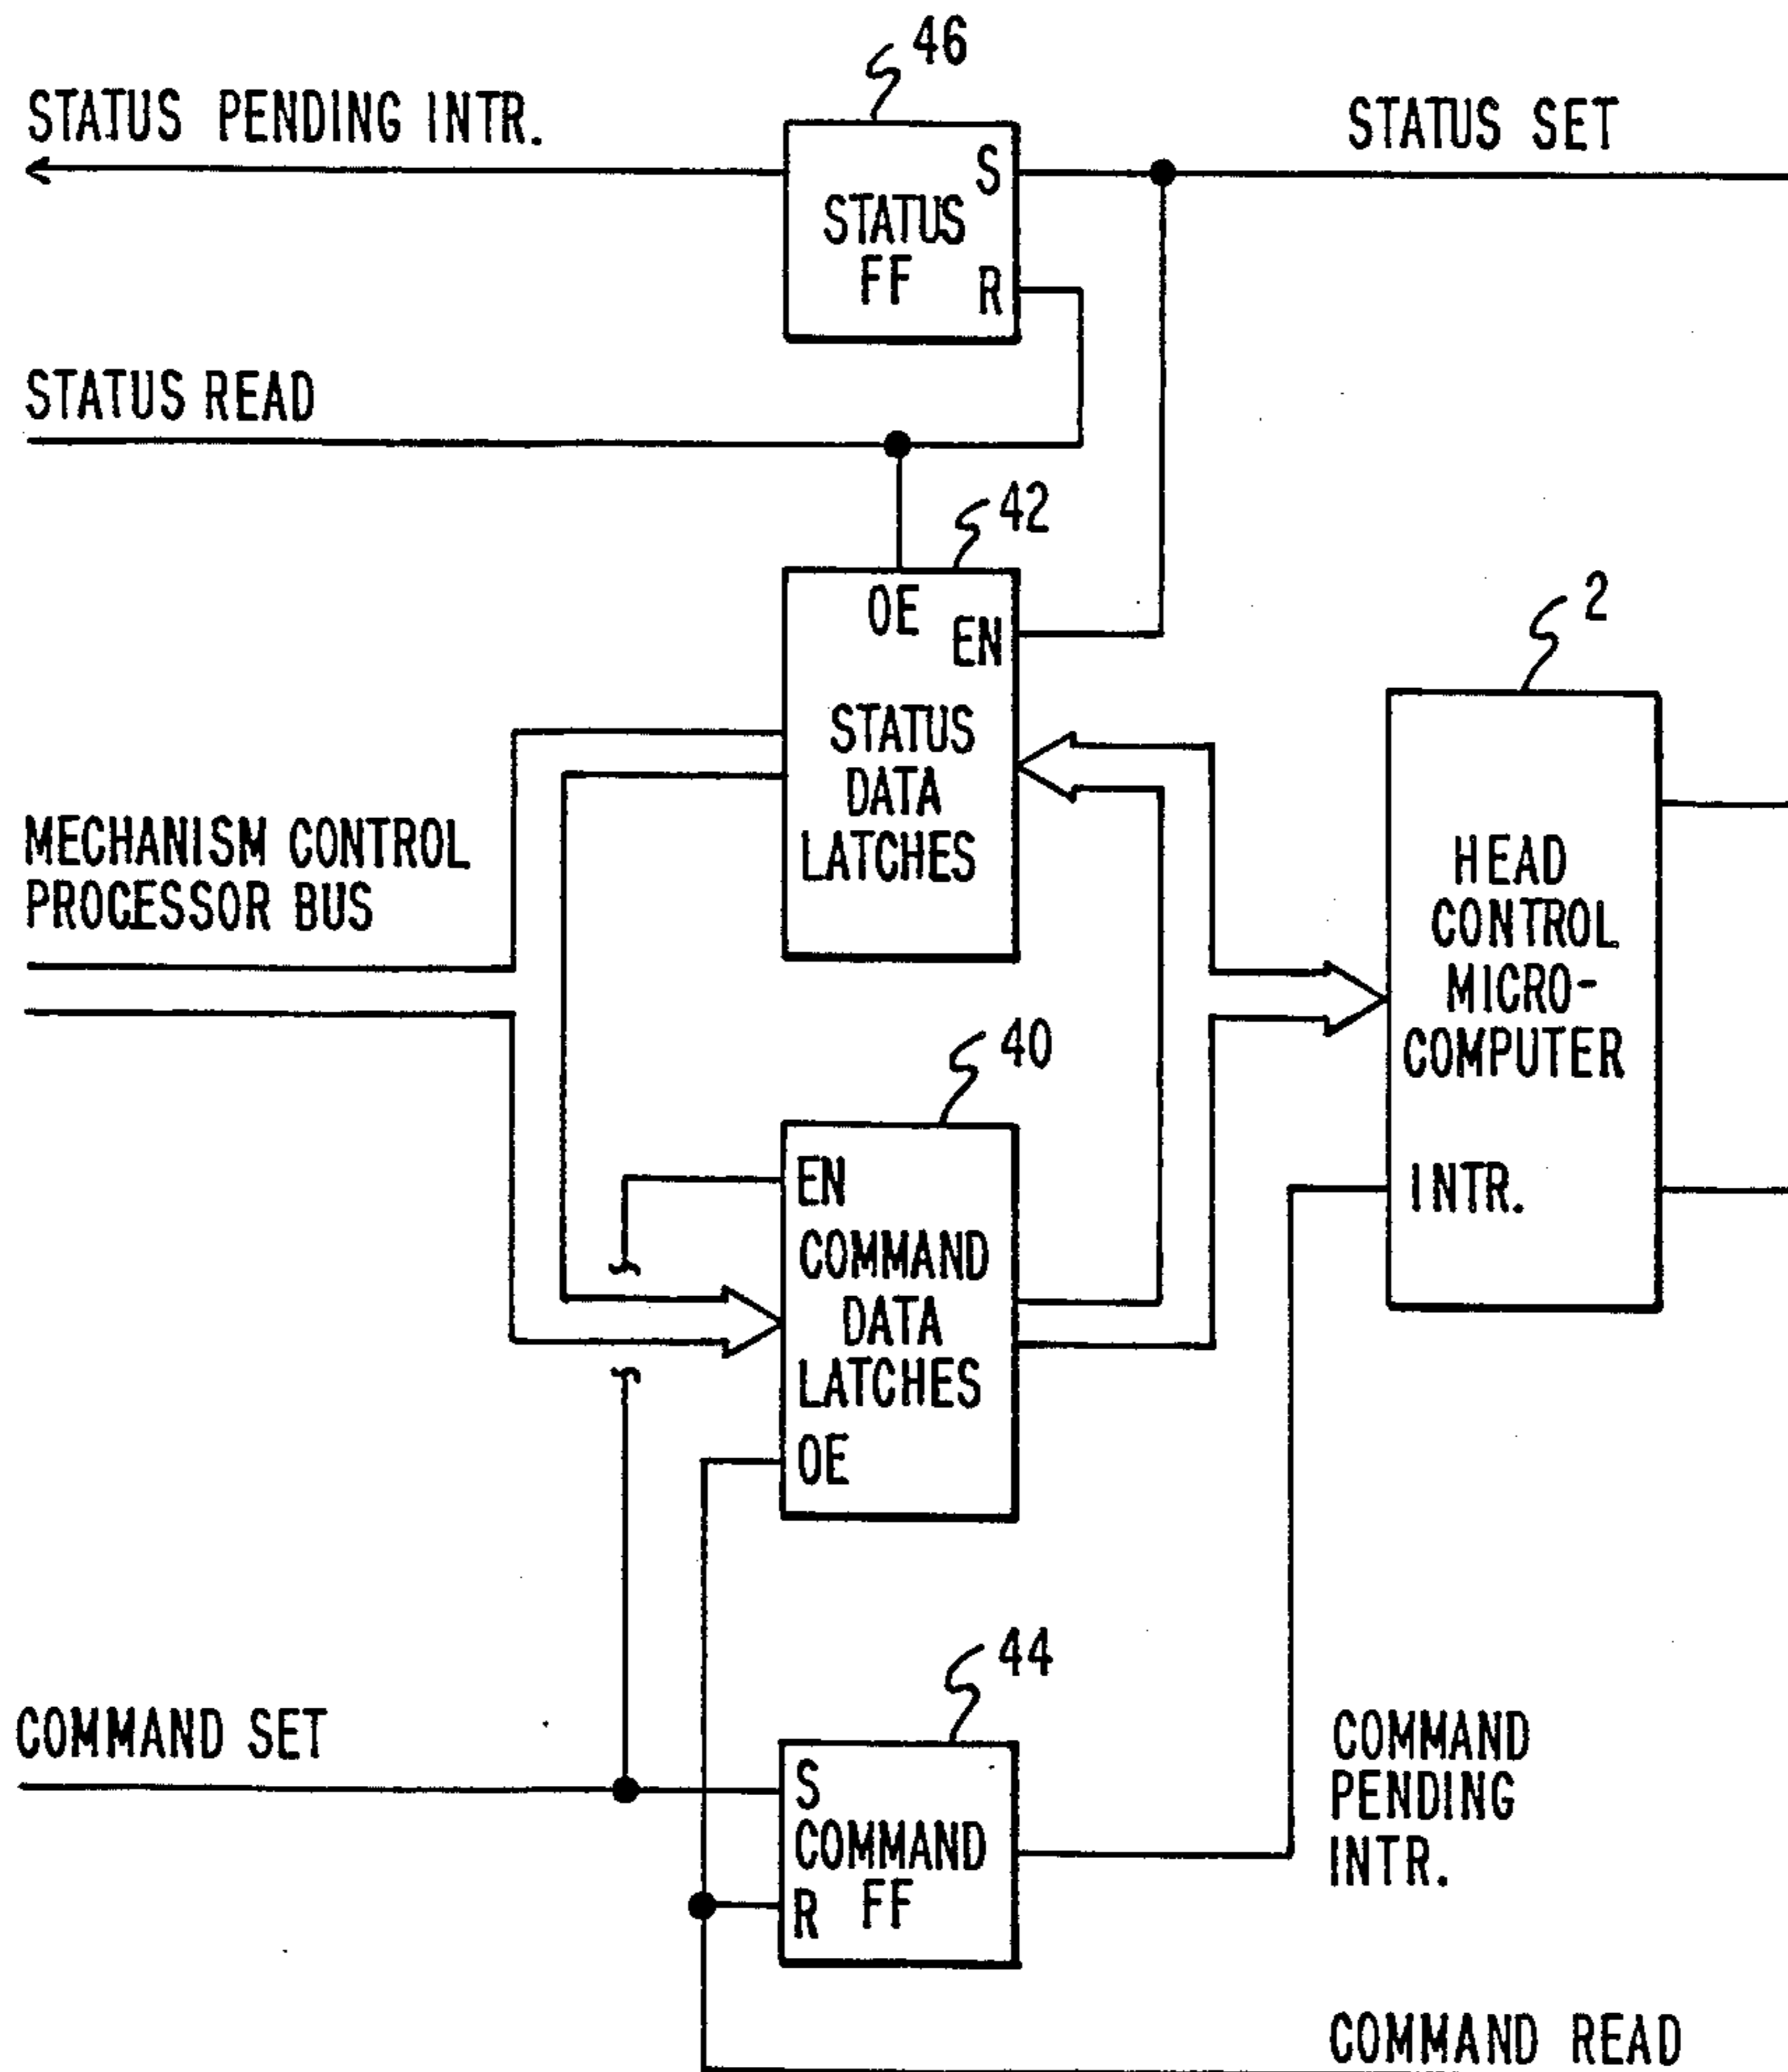 46
STATUS PENDING INTR.
STATUS SET
S
STATUS
FF
R
STATUS READ
42
OE
EN
STATUS
DATA
LATCHES
2
MECHANISM CONTROL
PROCESSOR BUS
HEAD
CONTROL
MICRO-
COMPUTER
INTR.
40
EN
COMMAND
DATA
LATCHES
OE
44
COMMAND SET
S
COMMAND
FF
R
COMMAND
PENDING
INTR.
COMMAND READ